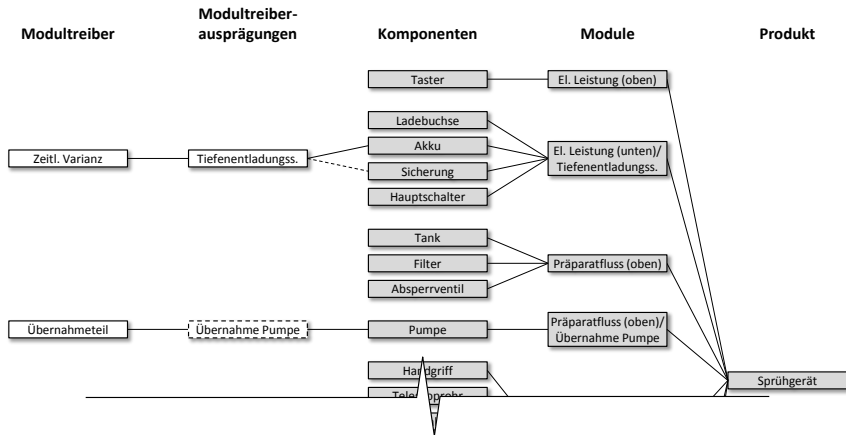 Modultreiber
Modultreiber-
ausprägungen
Komponenten
Module
Produkt
Taster
El. Leistung (oben)
Ladebuchse
Zeitl. Varianz
Tiefenentladungss.
Akku
El. Leistung (unten)/
Tiefenentladungss.
Sicherung
Hauptschalter
Tank
Filter
Präparatfluss (oben)
Absperrventil
Übernahmeteil
Übernahme Pumpe
Pumpe
Präparatfluss (oben)/
Übernahme Pumpe
Handgriff
Sprühgerät